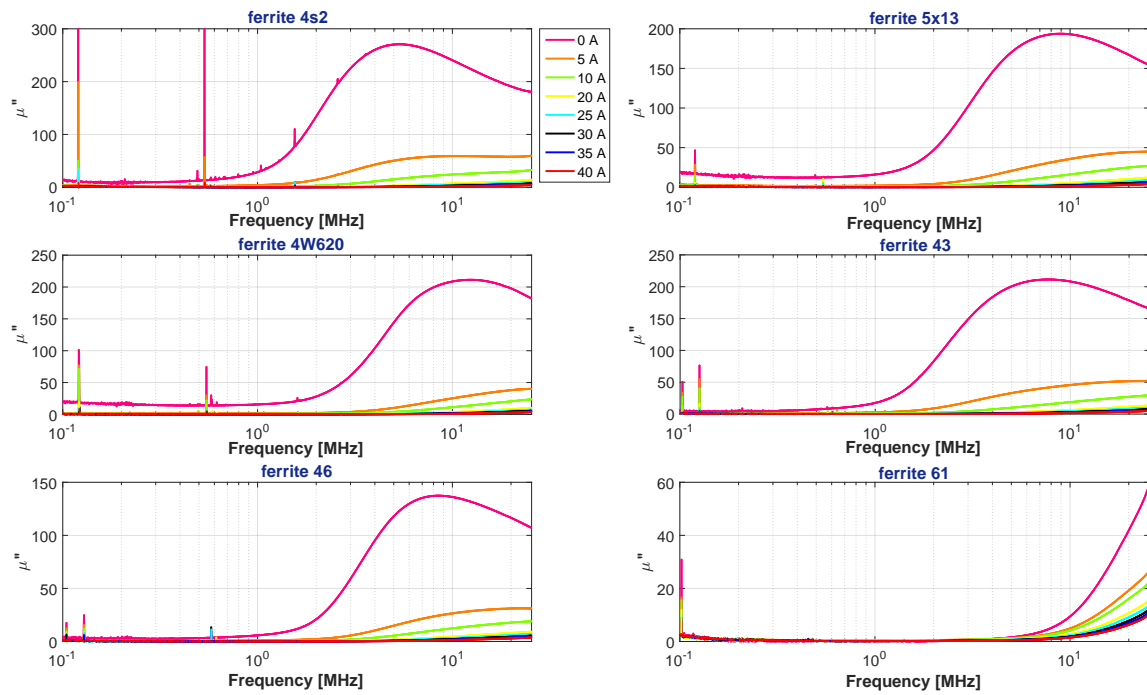 ferrite 4s2
300
200
100
0
μ"
10^-1
10^0
10^1
Frequency [MHz]
0 A
5 A
10 A
20 A
25 A
30 A
35 A
40 A
ferrite 5x13
200
150
100
50
0
μ"
10^-1
10^0
10^1
Frequency [MHz]
ferrite 4W620
250
200
150
100
50
0
μ"
10^-1
10^0
10^1
Frequency [MHz]
ferrite 43
250
200
150
100
50
0
μ"
10^-1
10^0
10^1
Frequency [MHz]
ferrite 46
150
100
50
0
μ"
10^-1
10^0
10^1
Frequency [MHz]
ferrite 61
60
40
20
0
μ"
10^-1
10^0
10^1
Frequency [MHz]